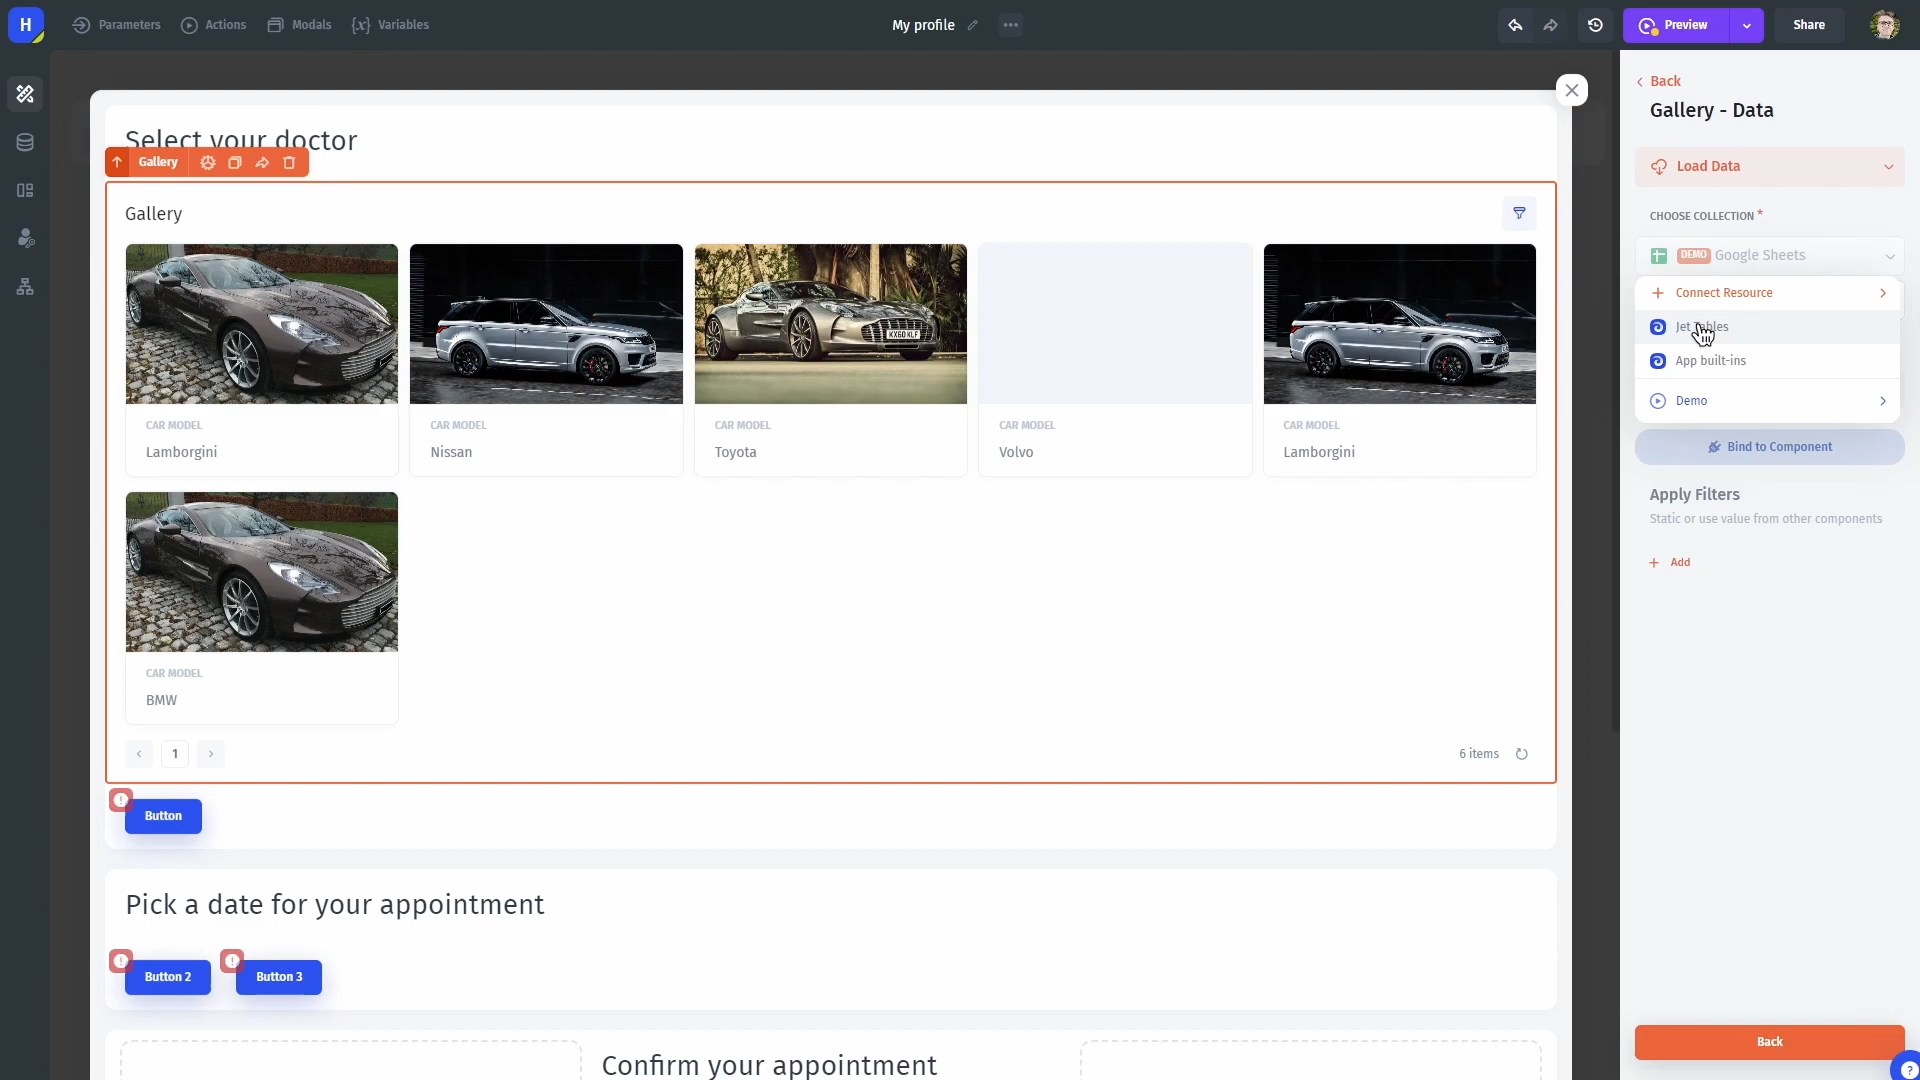 H
Parameters
Actions
Modals
{x} Variables
My profile
Preview
Share
Back
Gallery - Data
Load Data
CHOOSE COLLECTION *
DEMO Google Sheets
Connect Resource
Jet Tables
App built-ins
Demo
Bind to Component
Apply Filters
Static or use value from other components
+ Add
Back
?
Select your doctor
Gallery
Gallery
KX60 KLF
CAR MODEL
Lamborgini
CAR MODEL
Nissan
CAR MODEL
Toyota
CAR MODEL
Volvo
CAR MODEL
Lamborgini
CAR MODEL
BMW
1
6 items
Button
Pick a date for your appointment
Button 2
Button 3
Confirm your appointment